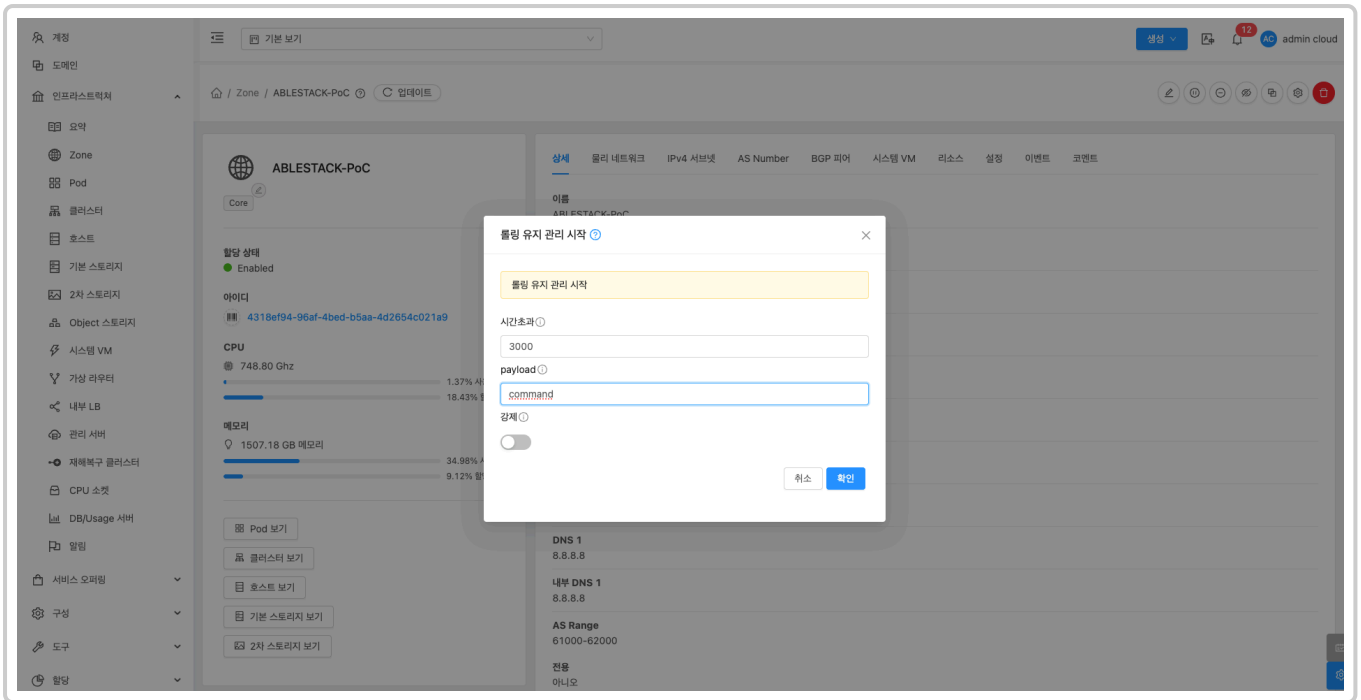 계정
기본 보기
생성
12
AC
admin cloud
도메인
인프라스트럭쳐
/ Zone / ABLESTACK-PoC
업데이트
요약
Zone
Pod
클러스터
호스트
기본 스토리지
2차 스토리지
Object 스토리지
시스템 VM
가상 라우터
내부 LB
관리 서버
재해복구 클러스터
CPU 소켓
DB/Usage 서버
알림
서비스 오퍼링
구성
도구
할당
ABLESTACK-PoC
Core
할당 상태
Enabled
아이디
4318ef94-96af-4bed-b5aa-4d2654c021a9
CPU
748.80 Ghz
1.37%
18.43%
메모리
1507.18 GB 메모리
34.98%
9.12%
Pod 보기
클러스터 보기
호스트 보기
기본 스토리지 보기
2차 스토리지 보기
상세 물리 네트워크 IPv4 서브넷 AS Number BGP 피어 시스템 VM 리소스 설정 이벤트 코멘트
이름
ABLESTACK-PoC
롤링 유지 관리 시작
롤링 유지 관리 시작
시간초과
3000
payload
command
강제
취소 확인
DNS 1
8.8.8.8
내부 DNS 1
8.8.8.8
AS Range
61000-62000
전용
아니오